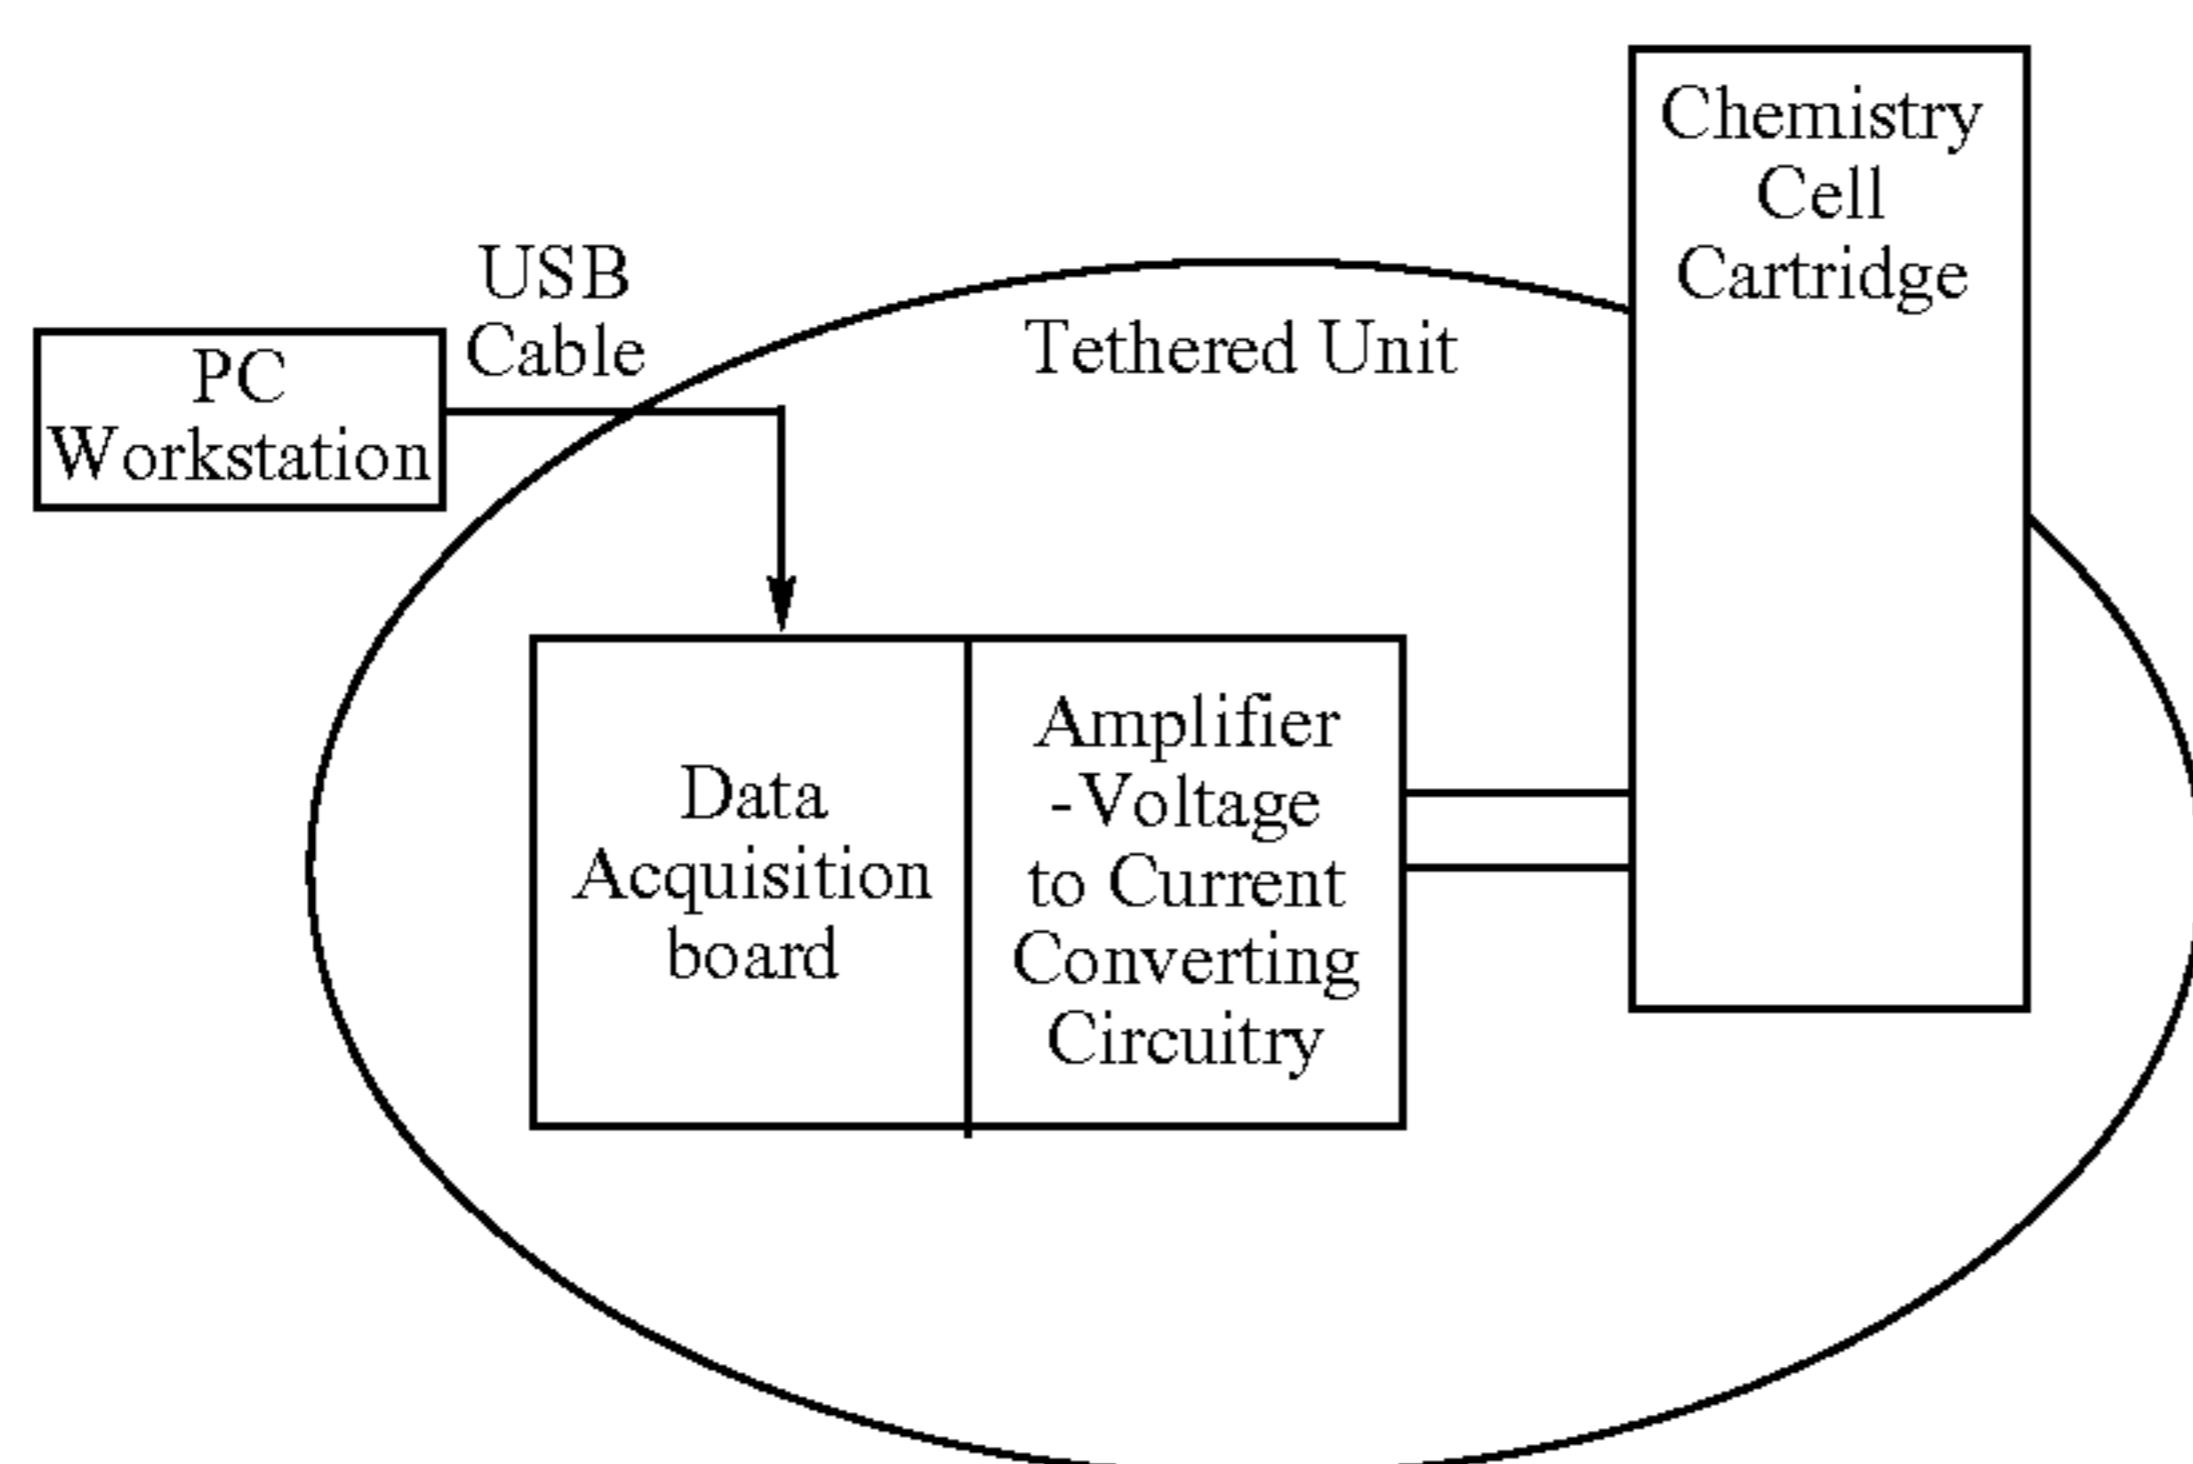 PC
Workstation
USB
Cable
Tethered Unit
Chemistry
Cell
Cartridge
Data
Acquisition
board
Amplifier
-Voltage
to Current
Converting
Circuitry